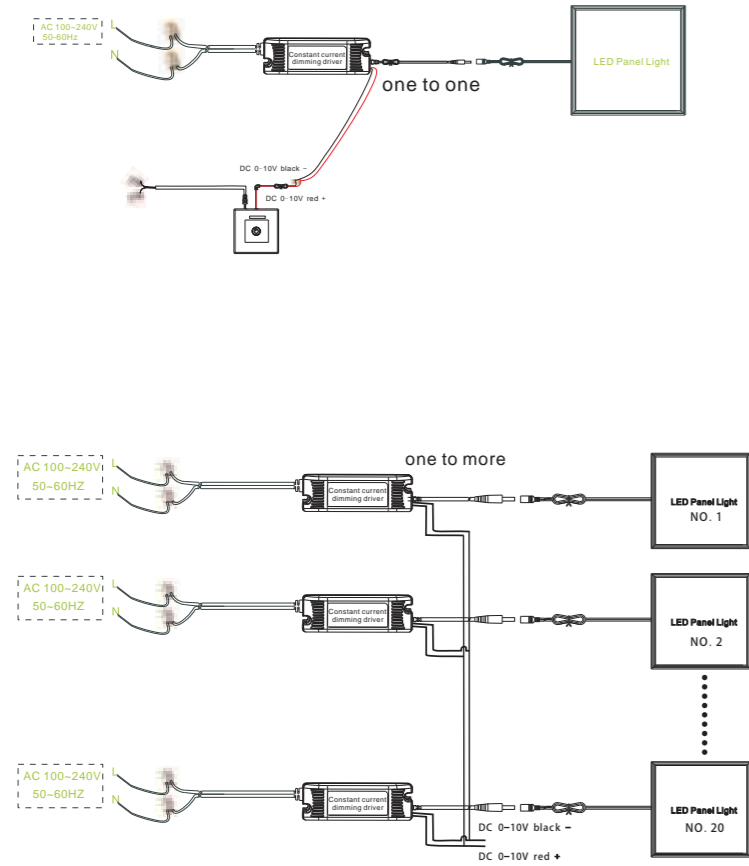 AC 100~240V
50-60Hz
L
N
Constant current
dimming driver
one to one
LED Panel Light
DC 0-10V black -
DC 0-10V red +
one to more
AC 100~240V
50~60HZ
L
N
Constant current
dimming driver
LED Panel Light
NO. 1
AC 100~240V
50~60HZ
L
N
Constant current
dimming driver
LED Panel Light
NO. 2
AC 100~240V
50~60HZ
L
N
Constant current
dimming driver
LED Panel Light
NO. 20
DC 0-10V black -
DC 0-10V red +